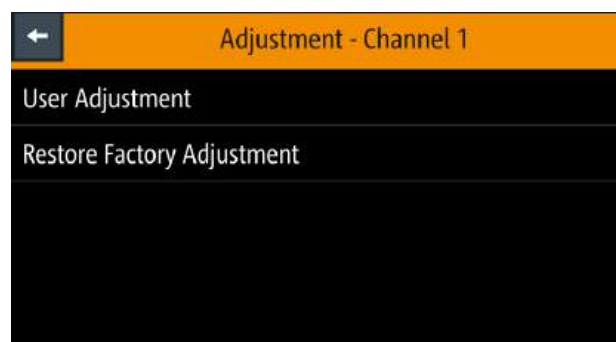 Adjustment - Channel 1
User Adjustment
Restore Factory Adjustment